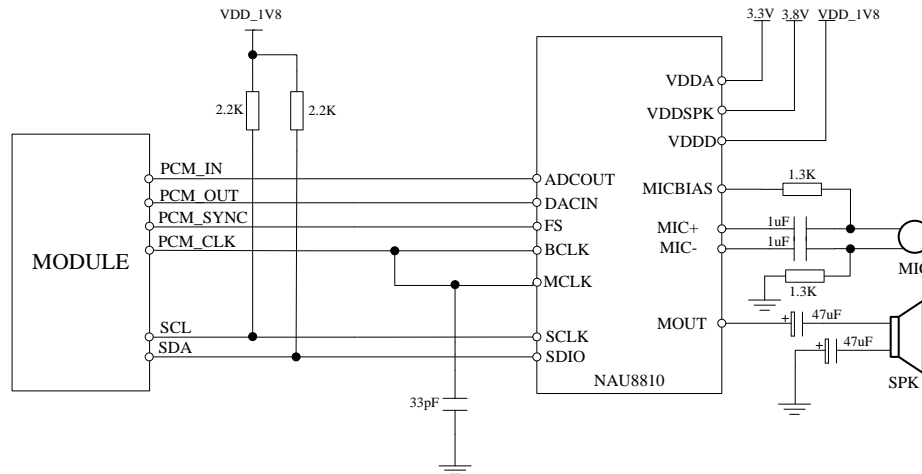 VDD_1V8
3.3V 3.8V VDD_1V8
2.2K 2.2K
VDDA
VDDSPK
VDDD
MODULE
PCM_IN
PCM_OUT
PCM_SYNC
PCM_CLK
SCL
SDA
ADCOUT
DACIN
FS
BCLK
MCLK
SCLK
SDIO
NAU8810
MICBIAS
MIC+
MIC-
MOUT
1.3K
1uF
1uF
1.3K
MIC
+ 47uF
+ 47uF
SPK
33pF